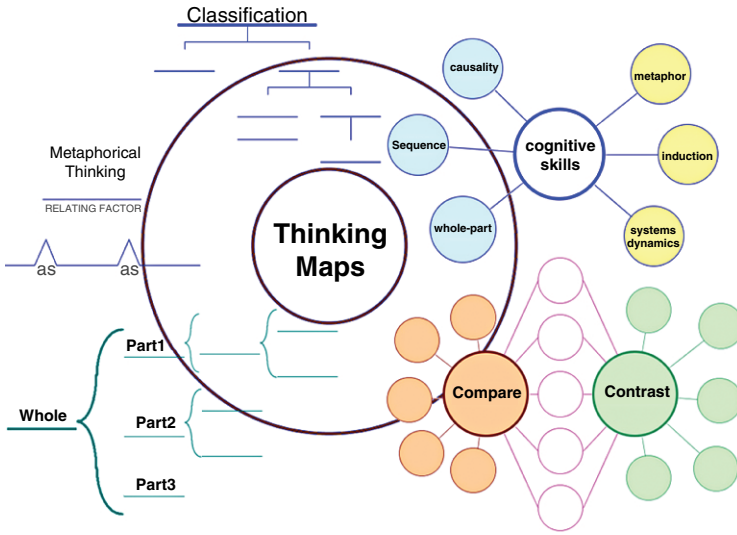 Classification
causality
metaphor
Sequence
cognitive
skills
induction
Metaphorical
Thinking
RELATING FACTOR
whole-part
systems
dynamics
Thinking
Maps
as
as
Part1
Whole
Part2
Part3
Compare
Contrast